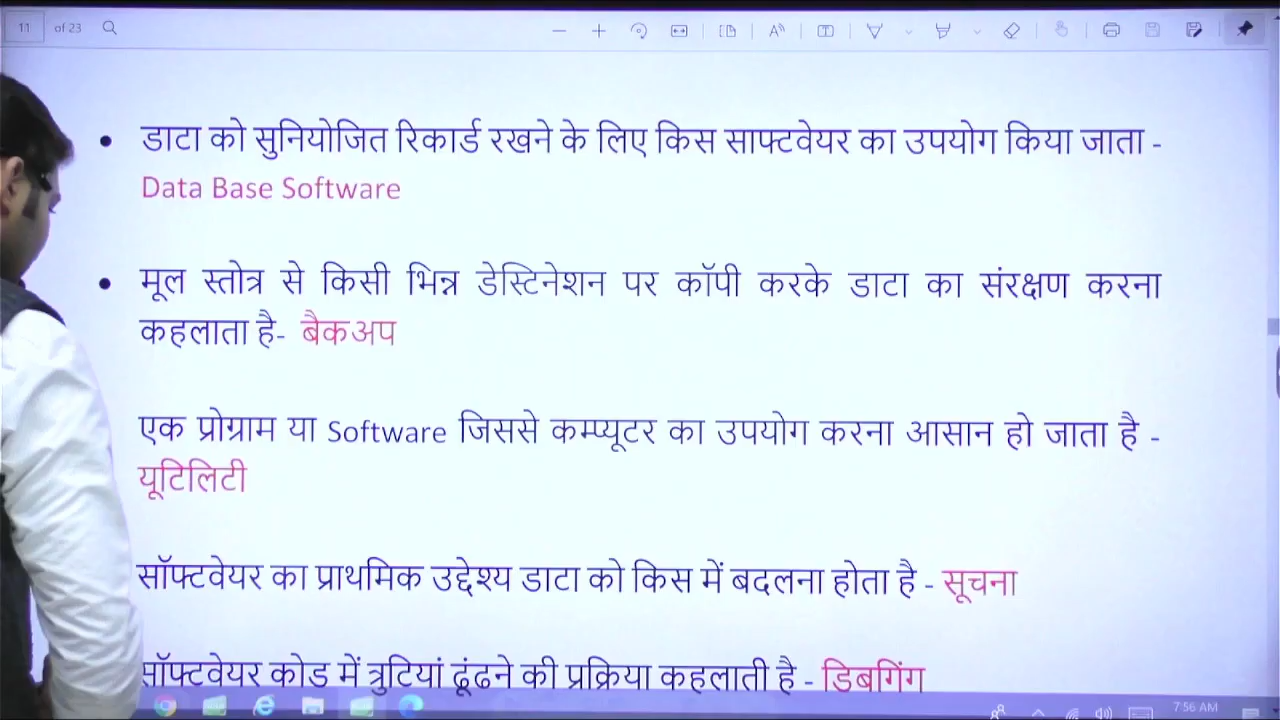 11 of 23
डाटा को सुनियोजित रिकार्ड रखने के लिए किस साफ्टवेयर का उपयोग किया जाता -
Data Base Software
मूल स्तोत्र से किसी भिन्न डेस्टिनेशन पर कॉपी करके डाटा का संरक्षण करना
कहलाता है- बैकअप
एक प्रोग्राम या Software जिससे कम्प्यूटर का उपयोग करना आसान हो जाता है -
यूटिलिटी
सॉफ्टवेयर का प्राथमिक उद्देश्य डाटा को किस में बदलना होता है - सूचना
सॉफ्टवेयर कोड में त्रुटियां ढूंढने की प्रक्रिया कहलाती है - डिबगिंग
7:56 AM